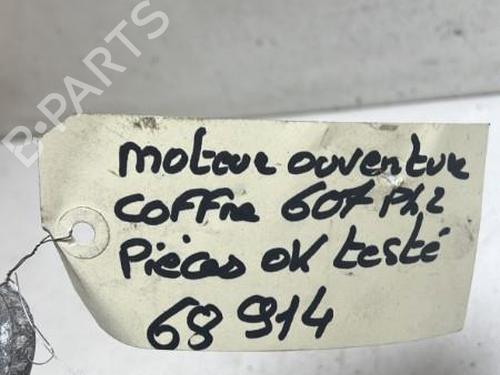 B-PARTS
moteur ouverture
coffre 607 Ph2
Pièces OK testé
68 914